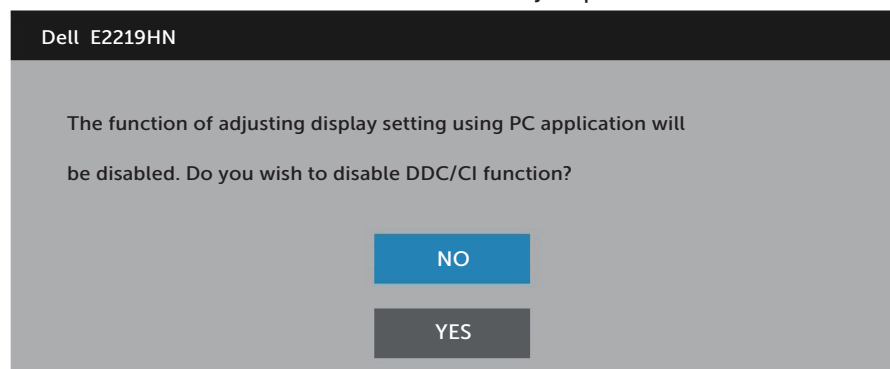 Dell E2219HN
The function of adjusting display setting using PC application will
be disabled. Do you wish to disable DDC/CI function?
NO
YES